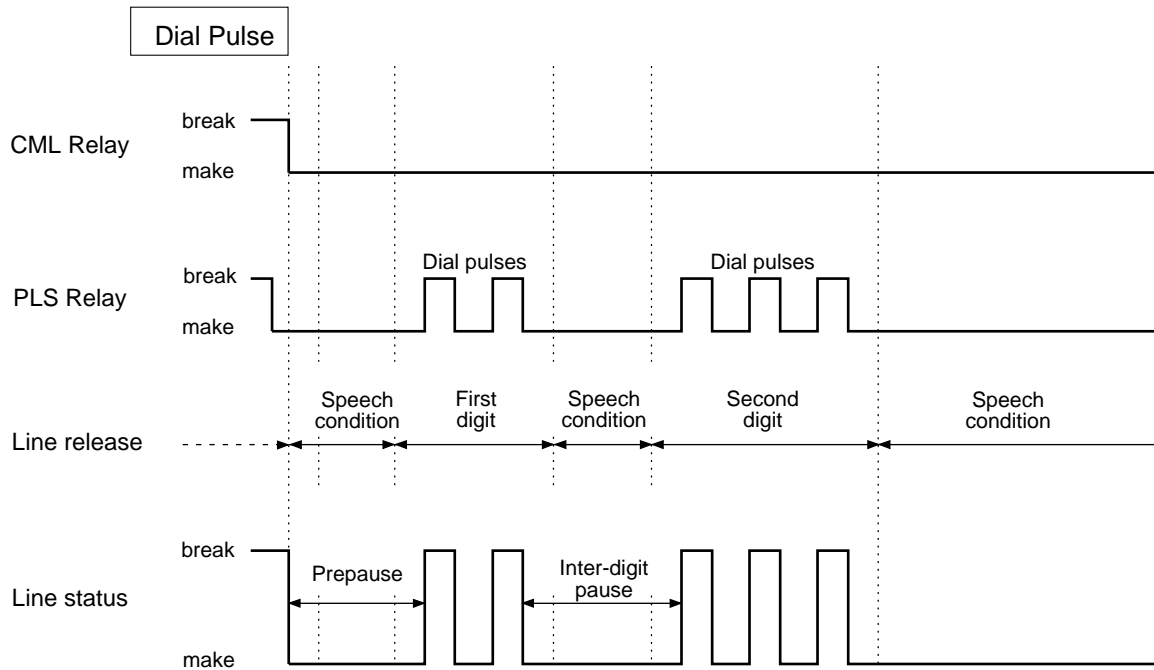 Dial Pulse
break
CML Relay
make
Dial pulses
Dial pulses
break
PLS Relay
make
Speech
condition
First
digit
Speech
condition
Second
digit
Speech
condition
Line release
break
Prepause
Inter-digit
pause
Line status
make